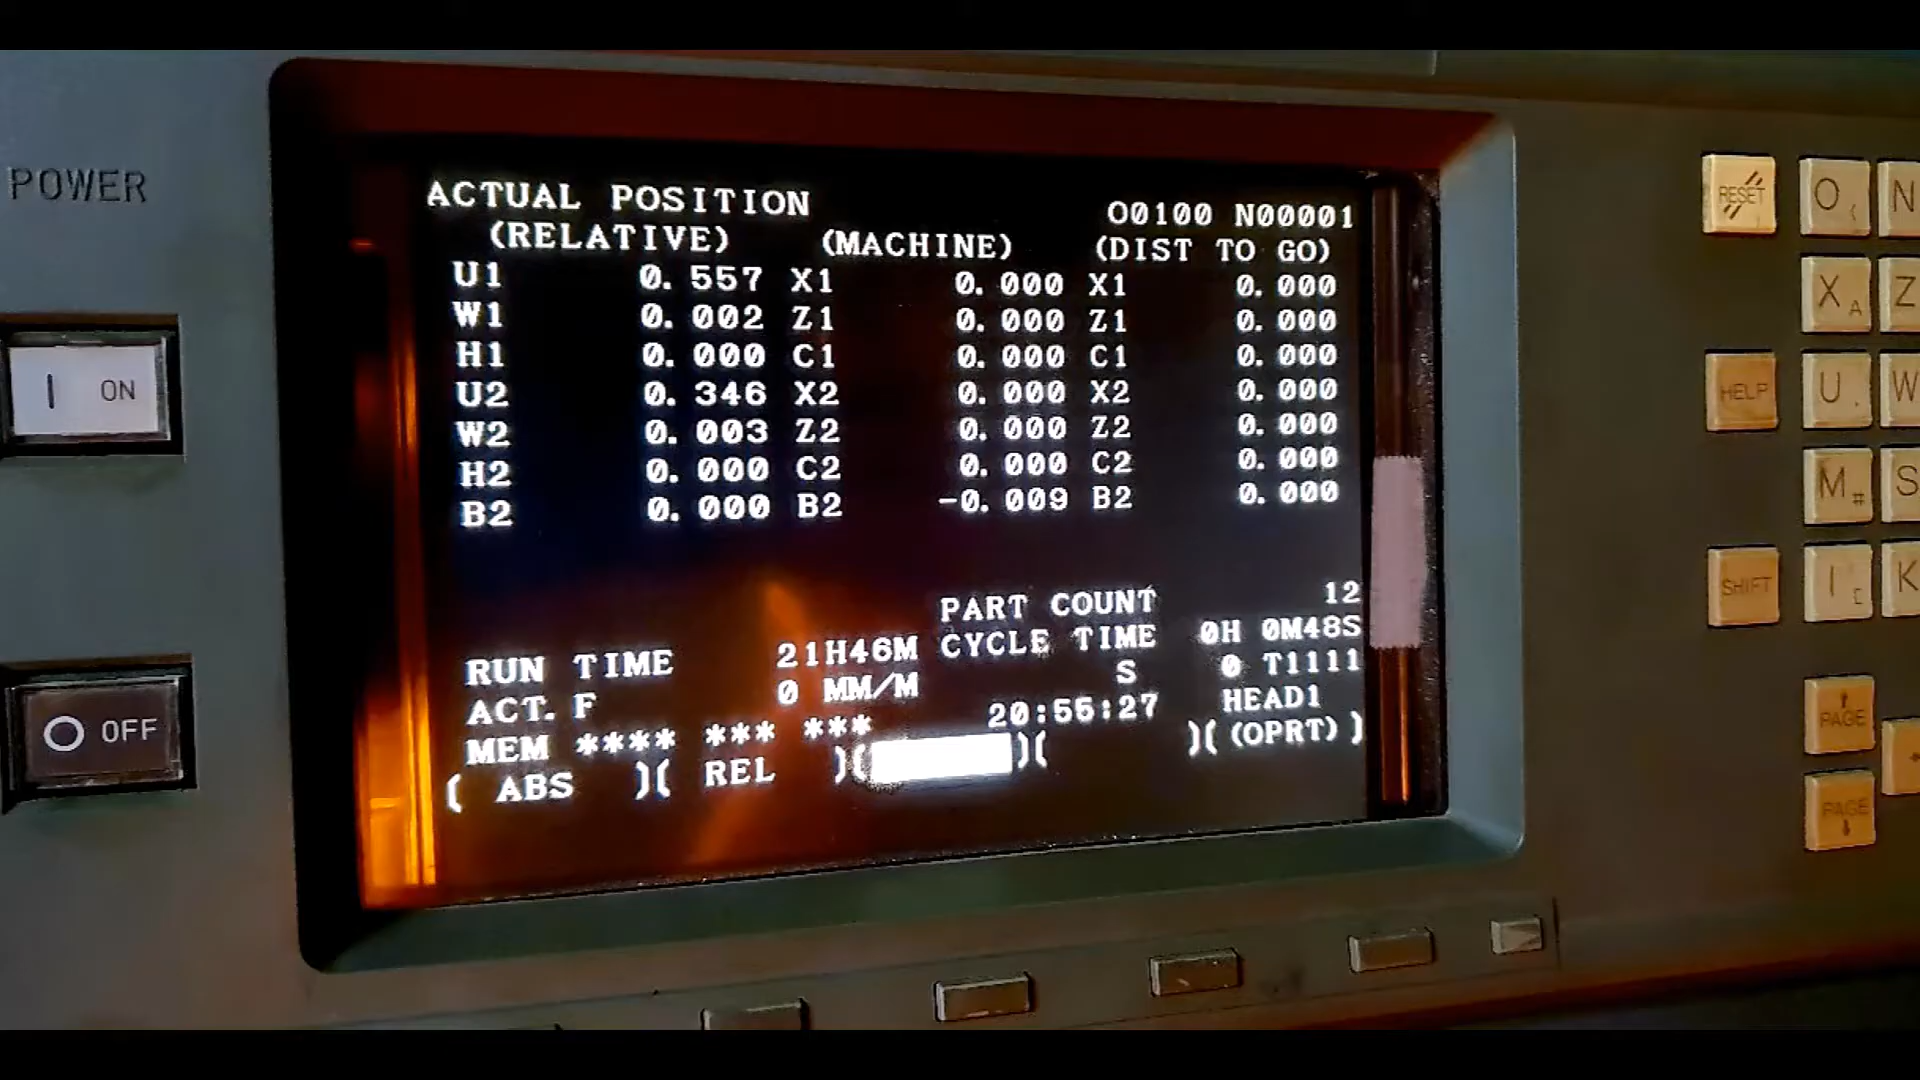 POWER
ON
OFF
ACTUAL POSITION O0100 N00001
(RELATIVE) (MACHINE) (DIST TO GO)
U1 0.557 X1 0.000 X1 0.000
W1 0.002 Z1 0.000 Z1 0.000
H1 0.000 C1 0.000 C1 0.000
U2 0.346 X2 0.000 X2 0.000
W2 0.003 Z2 0.000 Z2 0.000
H2 0.000 C2 0.000 C2 0.000
B2 0.000 B2 -0.009 B2 0.000
PART COUNT 12
RUN TIME 21H46M CYCLE TIME 0H 0M48S
ACT. F 0 MM/M S 0 T1111
MEM **** *** *** 20:56:27 HEAD1
( ABS )( REL )( )( )( (OPRT) )
RESET O N
X A Z
HELP U W
M # S
SHIFT I K
PAGE
PAGE